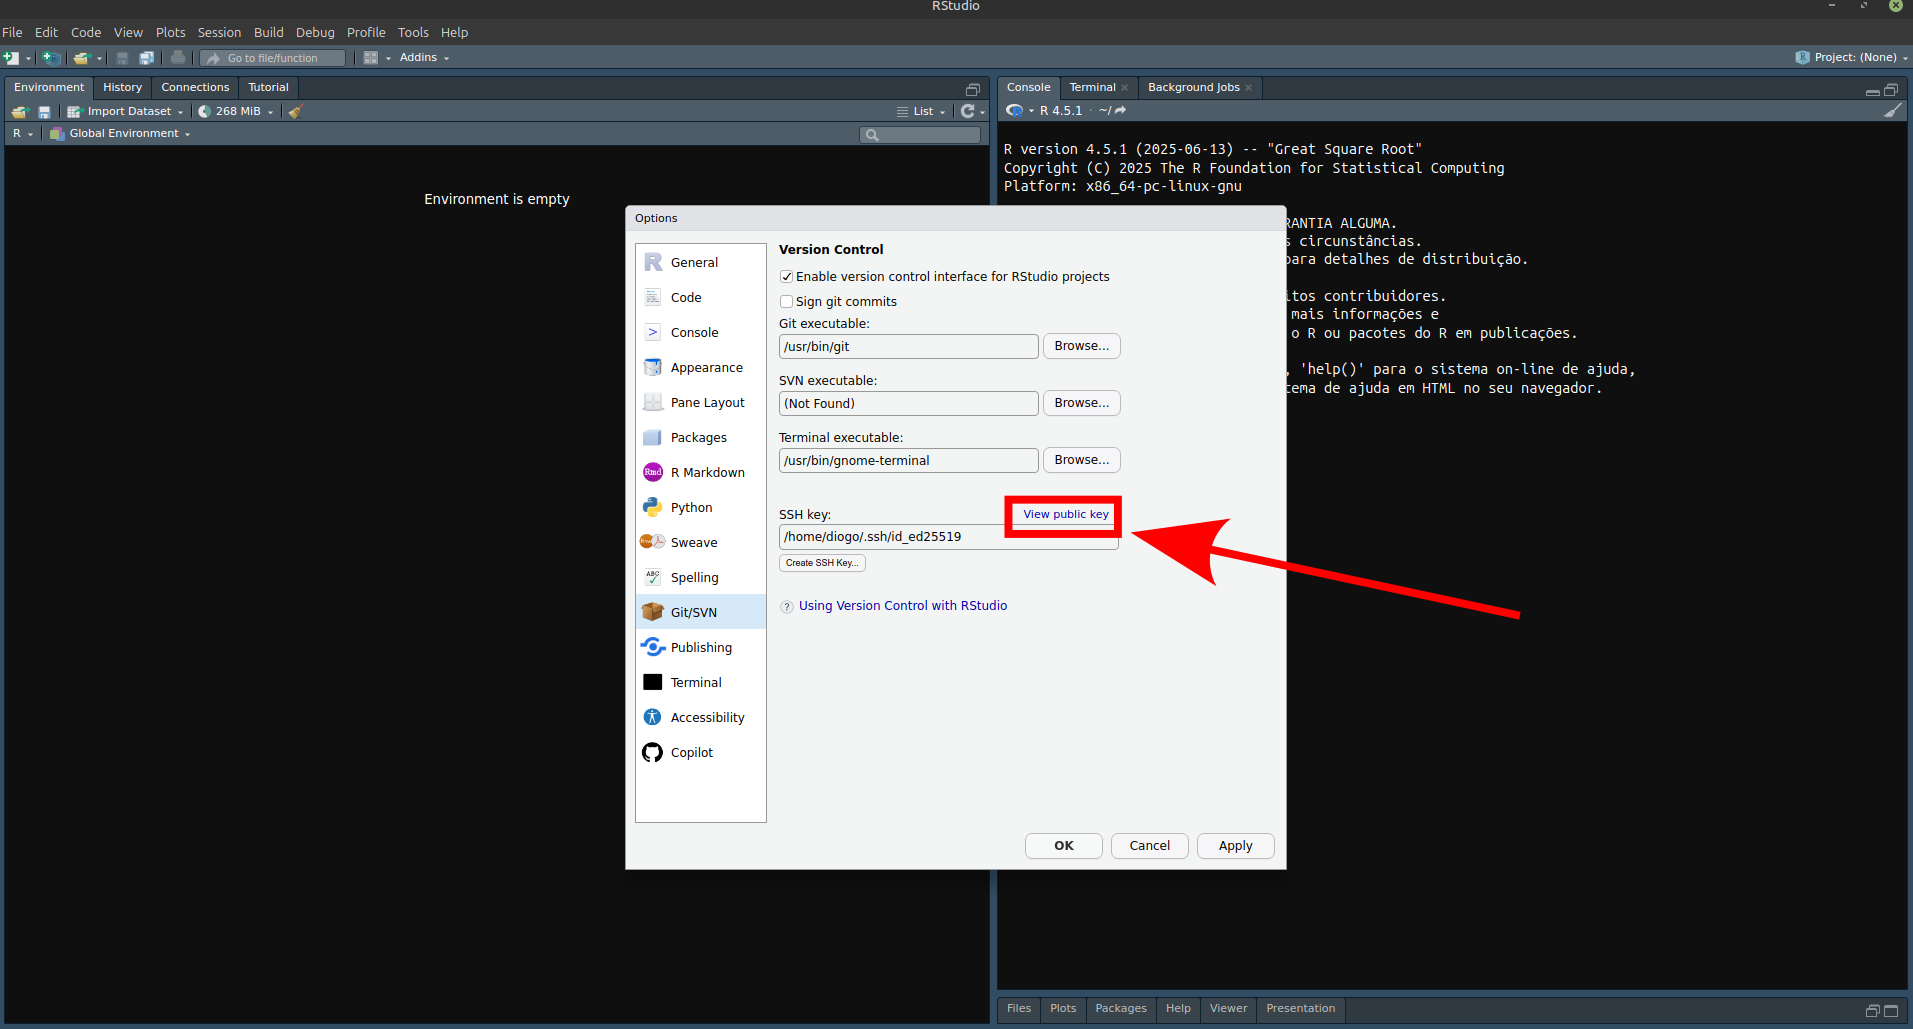 RStudio
File Edit Code View Plots Session Build Debug Profile Tools Help
Go to file/function Addins Project: (None)
Environment History Connections Tutorial
Import Dataset 268 MiB List
R Global Environment
Environment is empty
Console Terminal Background Jobs
R 4.5.1 · ~/
R version 4.5.1 (2025-06-13) -- "Great Square Root"
Copyright (C) 2025 The R Foundation for Statistical Computing
Platform: x86_64-pc-linux-gnu
RANTIA ALGUMA.
s circunstâncias.
para detalhes de distribuição.
itos contribuidores.
mais informações e
o R ou pacotes do R em publicações.
, 'help()' para o sistema on-line de ajuda,
tema de ajuda em HTML no seu navegador.
Options
General
Code
Console
Appearance
Pane Layout
Packages
Rmd R Markdown
Python
Sweave
ABC Spelling
Git/SVN
Publishing
Terminal
Accessibility
Copilot
Version Control
Enable version control interface for RStudio projects
Sign git commits
Git executable:
/usr/bin/git Browse...
SVN executable:
(Not Found) Browse...
Terminal executable:
/usr/bin/gnome-terminal Browse...
SSH key: View public key
/home/diogo/.ssh/id_ed25519
Create SSH Key...
? Using Version Control with RStudio
OK Cancel Apply
Files Plots Packages Help Viewer Presentation